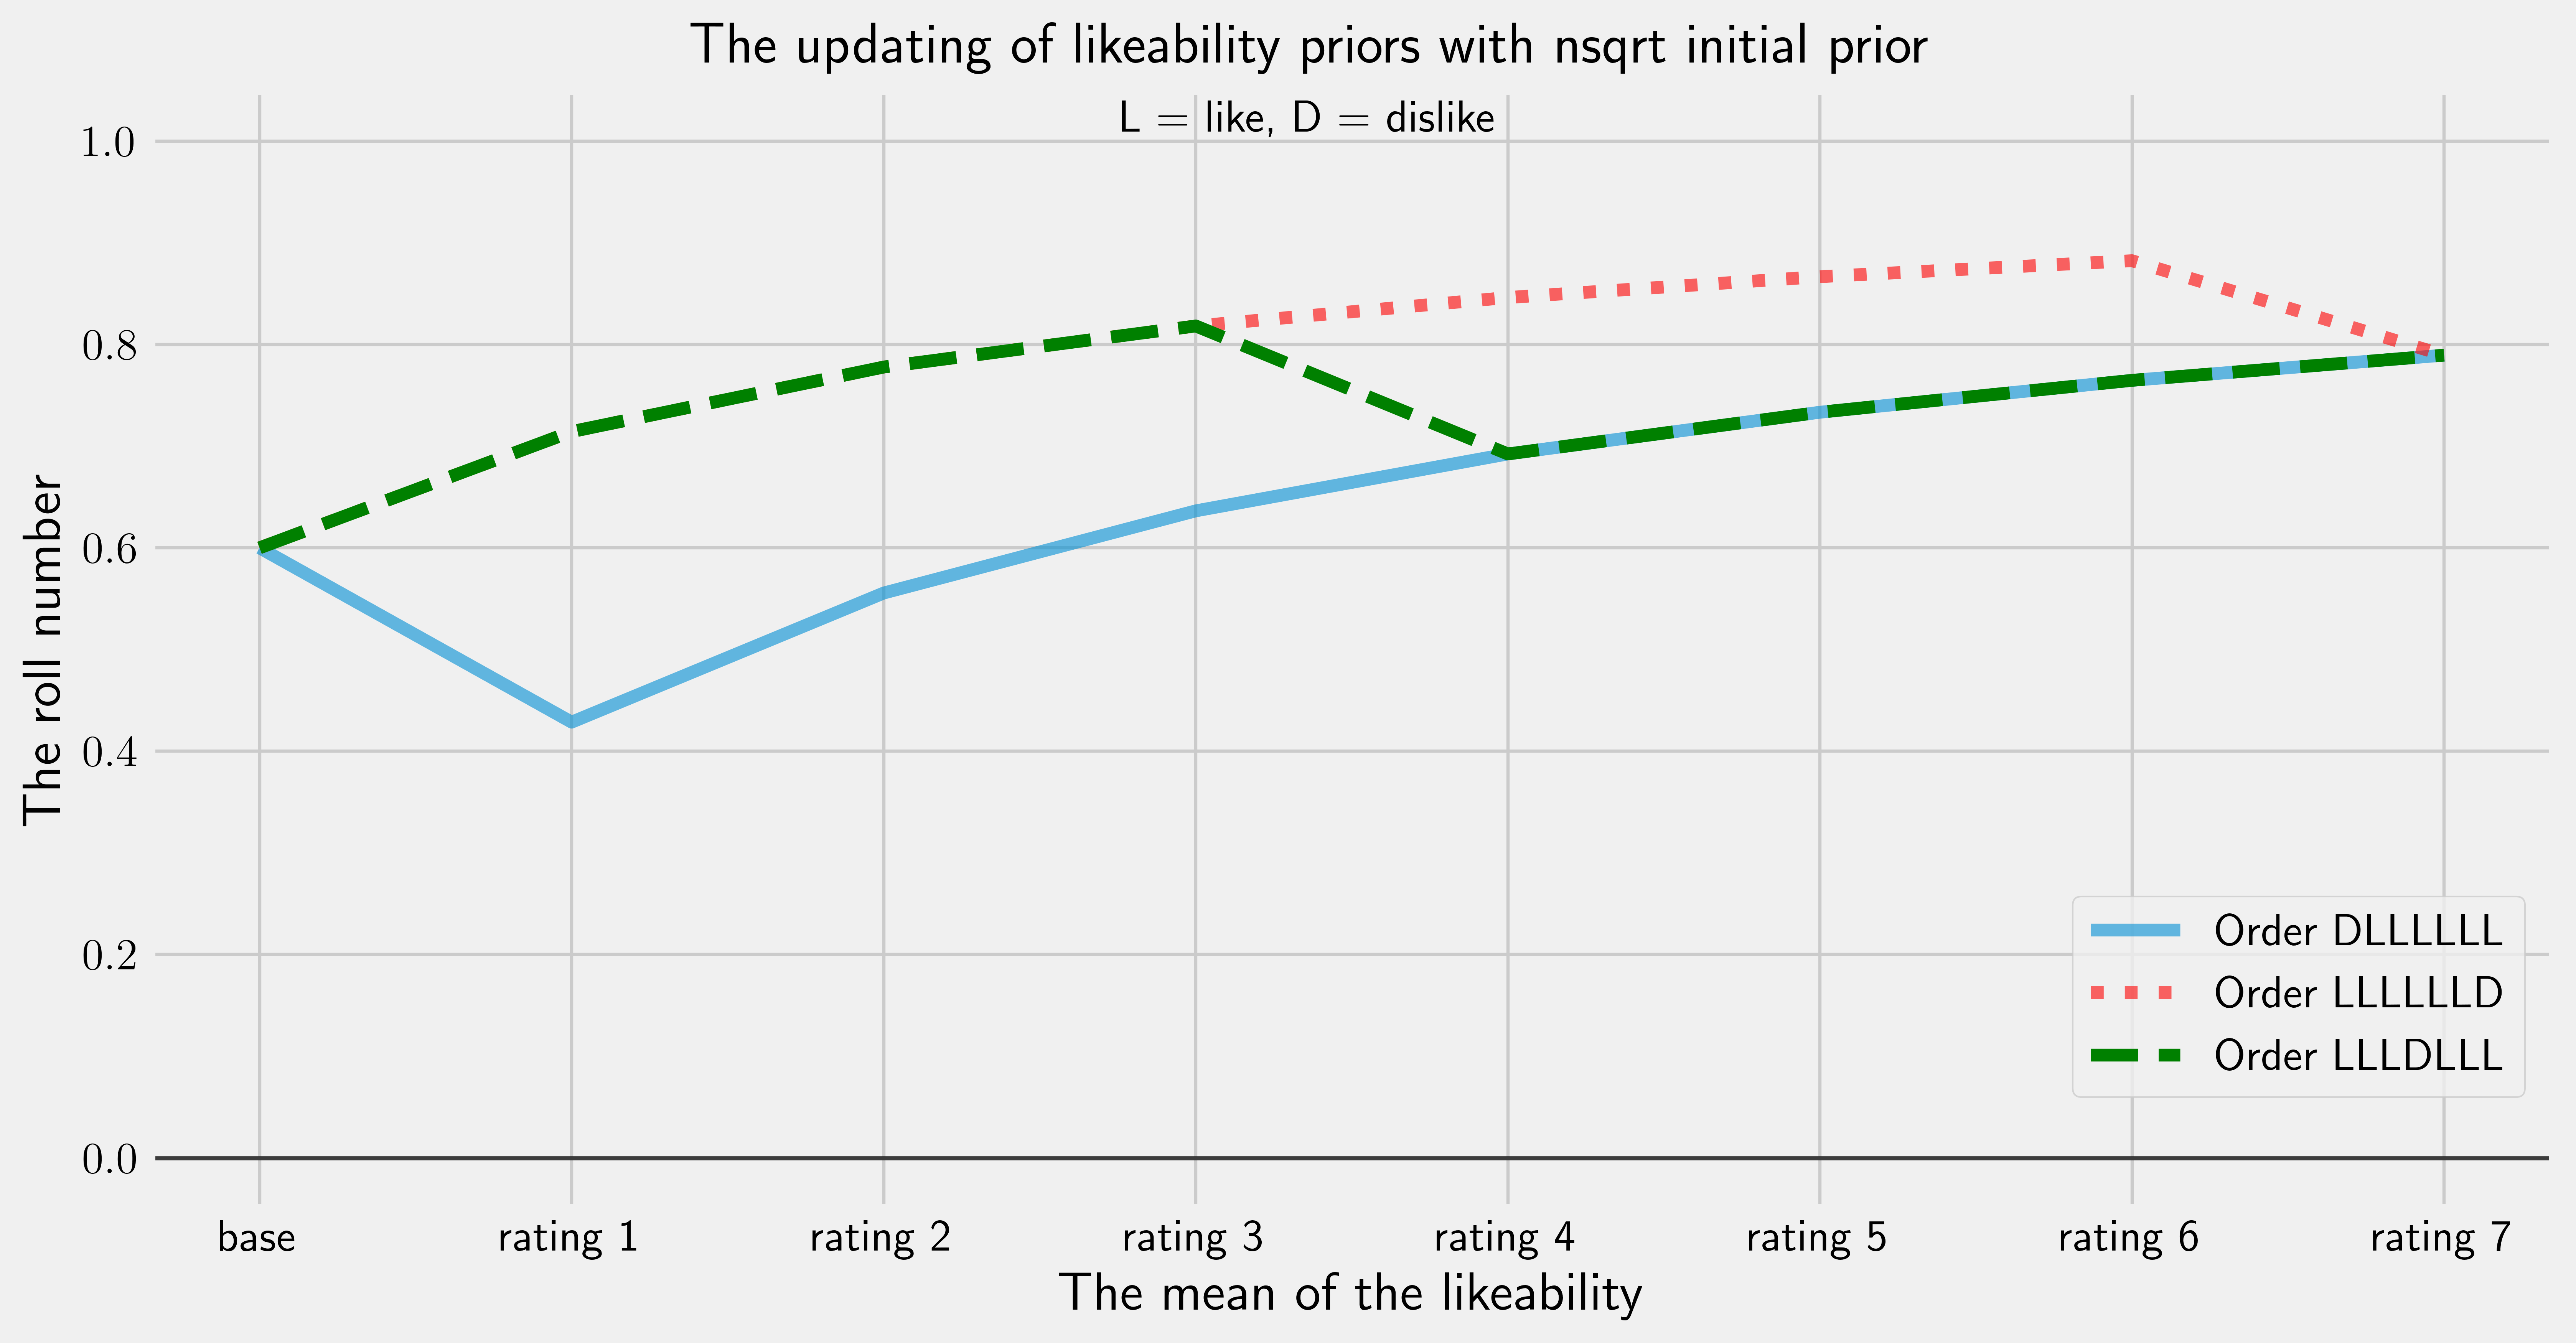 The updating of likeability priors with nsqrt initial prior
L = like, D = dislike
1.0
0.8
0.6
0.4
0.2
0.0
The roll number
Order DLLLLLL
Order LLLLLLD
Order LLLDLLL
base rating 1 rating 2 rating 3 rating 4 rating 5 rating 6 rating 7
The mean of the likeability